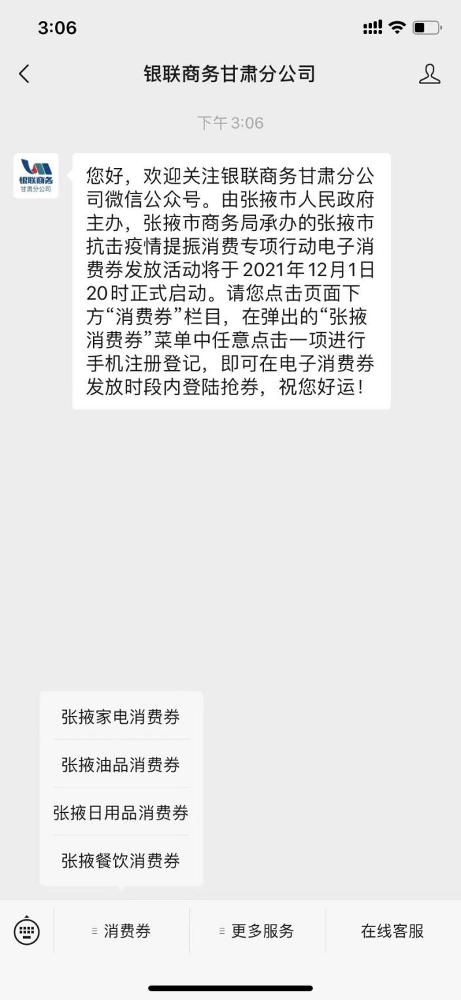 3:06
银联商务甘肃分公司
下午 3:06
银联商务
甘肃分公司
您好，欢迎关注银联商务甘肃分公
司微信公众号。由张掖市人民政府
主办，张掖市商务局承办的张掖市
抗击疫情提振消费专项行动电子消
费券发放活动将于 2021年12月1日
20时正式启动。请您点击页面下
方“消费券”栏目，在弹出的“张掖
消费券”菜单中任意点击一项进行
手机注册登记，即可在电子消费券
发放时段内登陆抢券，祝您好运！
张掖家电消费券
张掖油品消费券
张掖日用品消费券
张掖餐饮消费券
消费券
更多服务
在线客服